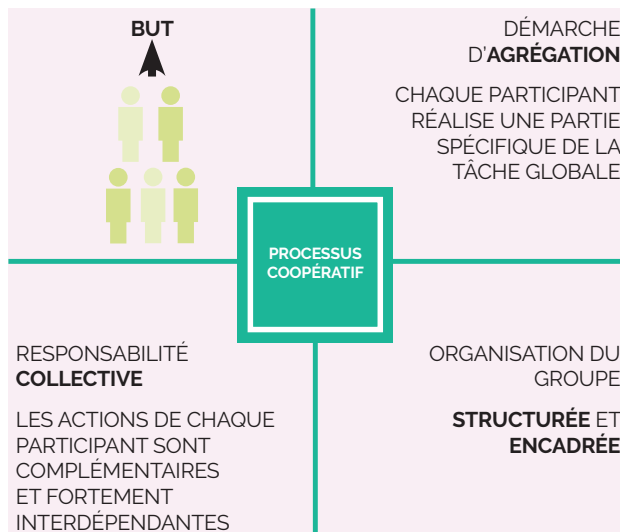 BUT
DÉMARCHE
D'AGRÉGATION
CHAQUE PARTICIPANT
RÉALISE UNE PARTIE
SPÉCIFIQUE DE LA
TÂCHE GLOBALE
PROCESSUS
COOPÉRATIF
RESPONSABILITÉ
COLLECTIVE
LES ACTIONS DE CHAQUE
PARTICIPANT SONT
COMPLÉMENTAIRES
ET FORTEMENT
INTERDÉPENDANTES
ORGANISATION DU
GROUPE
STRUCTURÉE ET
ENCADRÉE